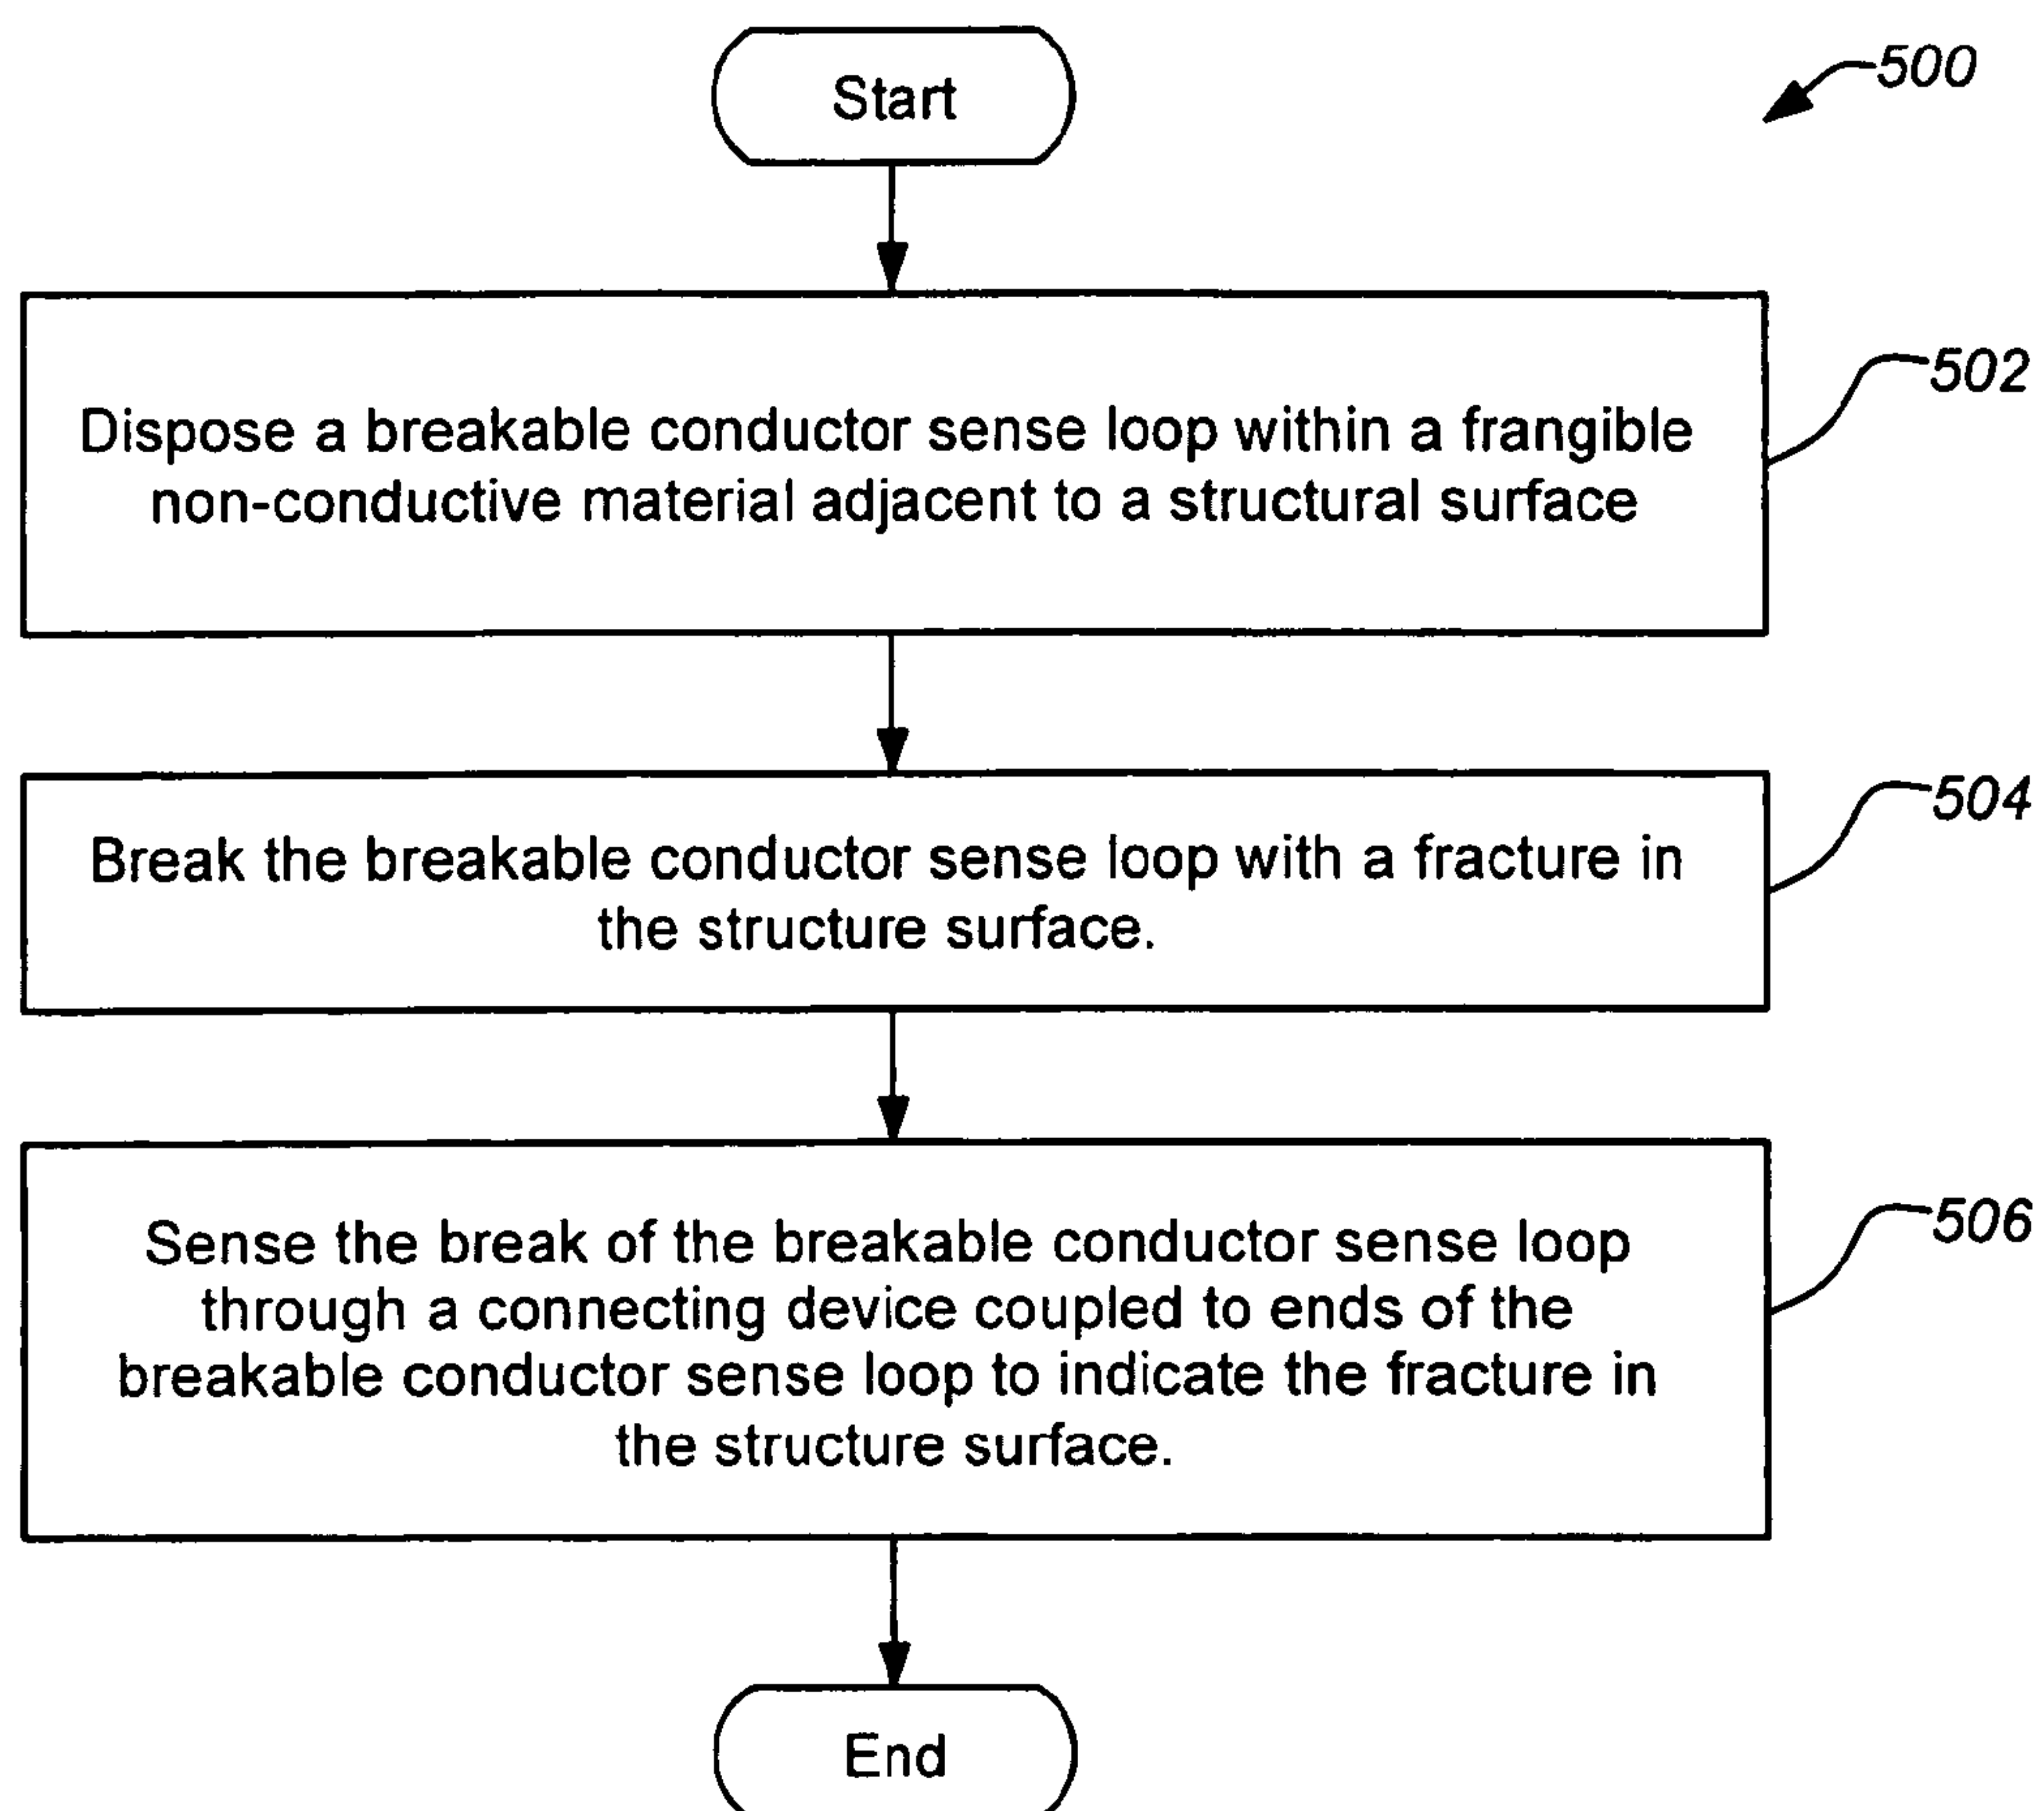 Start
500
Dispose a breakable conductor sense loop within a frangible
non-conductive material adjacent to a structural surface
502
Break the breakable conductor sense loop with a fracture in
the structure surface.
504
Sense the break of the breakable conductor sense loop
through a connecting device coupled to ends of the
breakable conductor sense loop to indicate the fracture in
the structure surface.
506
End